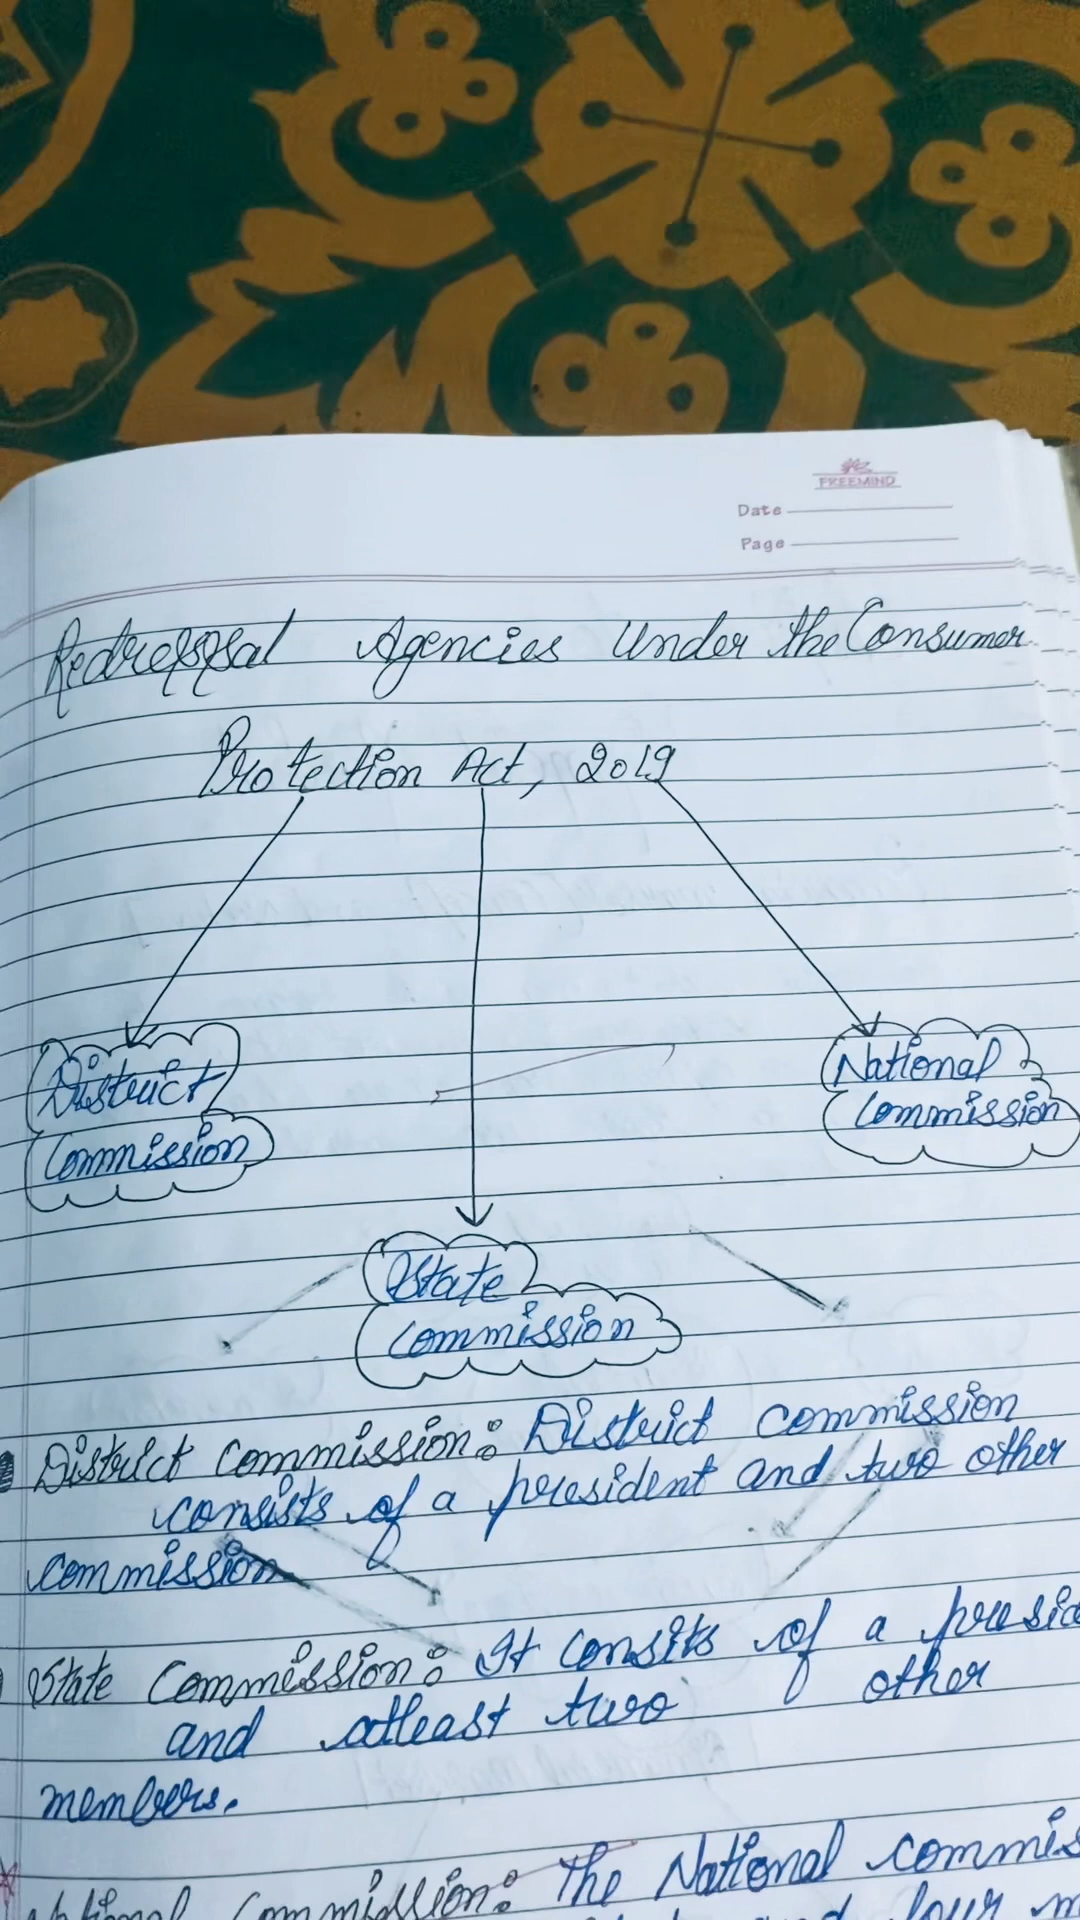 FREEMIND
Date
Page
Redressal Agencies Under the Consumer
Protection Act, 2019
District
Commission
National
Commission
State
Commission
District Commission: District Commission
consists of a president and two other
commission
State Commission: It consits of a
and atleast two other
members.
Commission: The National
four